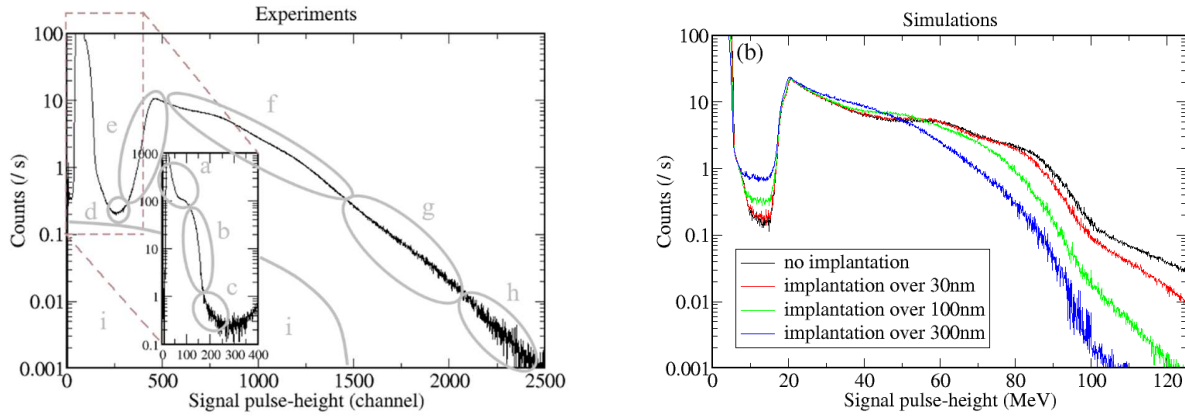 Experiments
100
10
1
0.1
0.01
0.001
Counts (/ s)
0
500
1000
1500
2000
2500
Signal pulse-height (channel)
a
b
c
d
e
f
g
h
i
i
1000
100
10
1
0.1
0
100
200
300
400
Simulations
(b)
100
10
1
0.1
0.01
0.001
Counts (/ s)
no implantation
implantation over 30nm
implantation over 100nm
implantation over 300nm
0
20
40
60
80
100
120
Signal pulse-height (MeV)